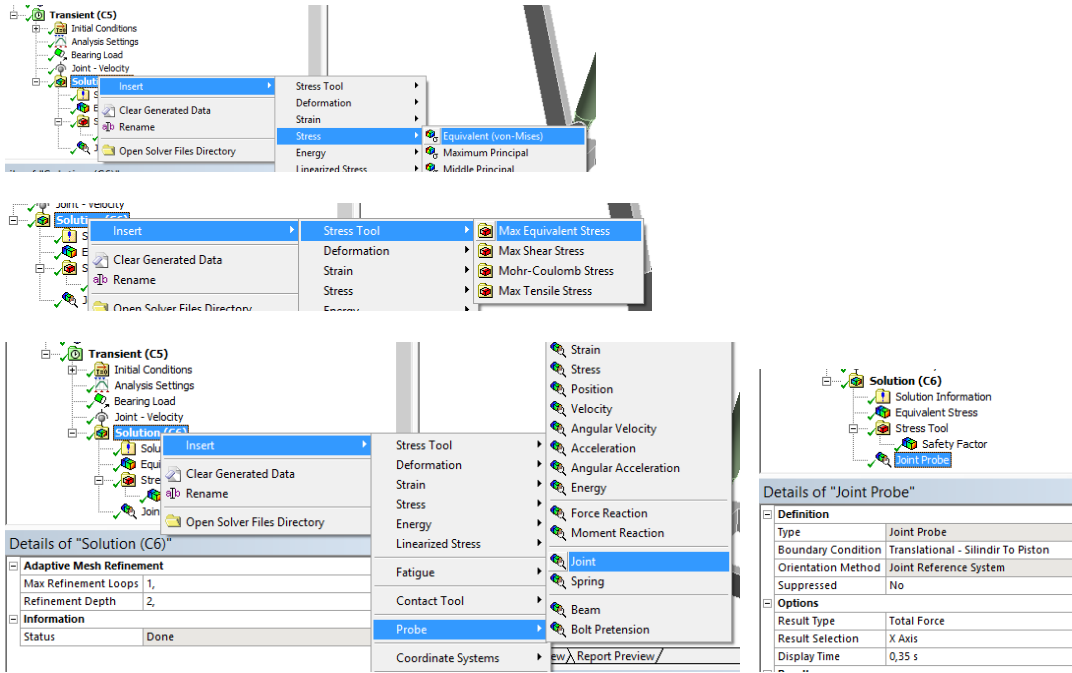 Transient (C5)
Initial Conditions
Analysis Settings
Bearing Load
Joint - Velocity
Insert
Stress Tool
Clear Generated Data
Deformation
Rename
Strain
Stress
Equivalent (von-Mises)
Open Solver Files Directory
Energy
Maximum Principal
Linearized Stress
Middle Principal
Joint - Velocity
Insert
Stress Tool
Max Equivalent Stress
Clear Generated Data
Deformation
Max Shear Stress
Rename
Strain
Mohr-Coulomb Stress
Stress
Max Tensile Stress
Open Solver Files Directory
Energy
Transient (C5)
Initial Conditions
Analysis Settings
Bearing Load
Joint - Velocity
Solution (C6)
Insert
Clear Generated Data
Rename
Open Solver Files Directory
Stress Tool
Deformation
Strain
Stress
Energy
Linearized Stress
Fatigue
Contact Tool
Probe
Coordinate Systems
Strain
Stress
Position
Velocity
Angular Velocity
Acceleration
Angular Acceleration
Energy
Force Reaction
Moment Reaction
Joint
Spring
Beam
Bolt Pretension
Report Preview
Details of "Solution (C6)"
Adaptive Mesh Refinement
Max Refinement Loops 1,
Refinement Depth 2,
Information
Status Done
Solution (C6)
Solution Information
Equivalent Stress
Stress Tool
Safety Factor
Joint Probe
Details of "Joint Probe"
Definition
Type Joint Probe
Boundary Condition Translational - Silindir To Piston
Orientation Method Joint Reference System
Suppressed No
Options
Result Type Total Force
Result Selection X Axis
Display Time 0,35 s